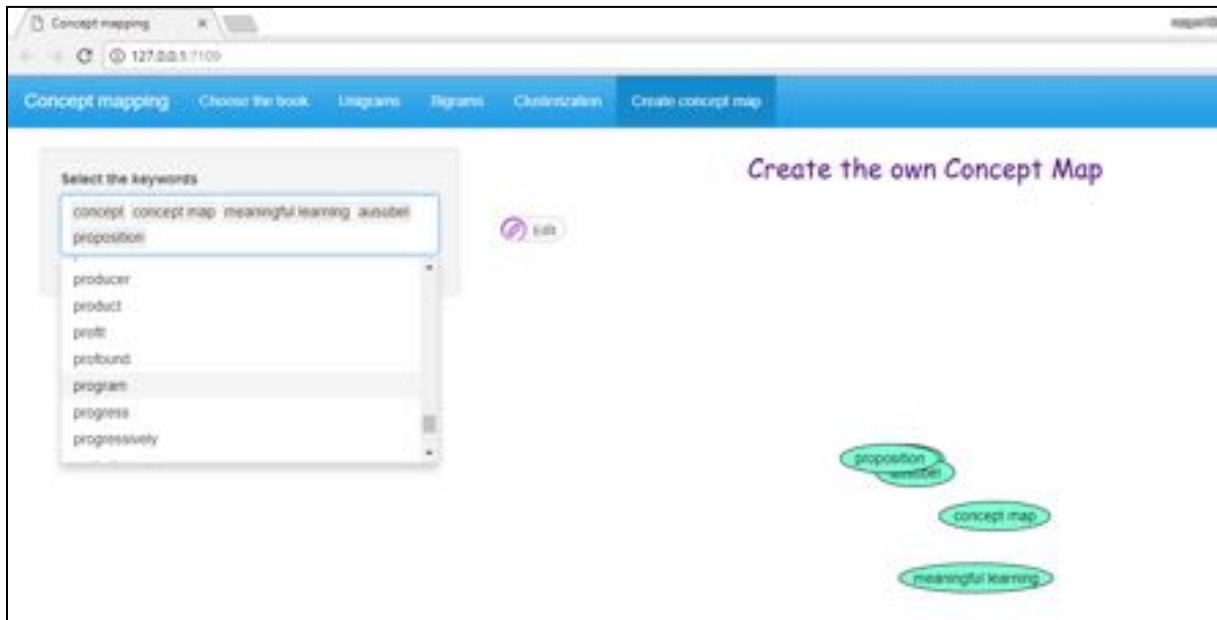 Concept mapping
127.0.0.1:7109
Concept mapping Choose the book Unigrams Bigrams Clusterization Create concept map
Create the own Concept Map
Select the keywords
concept concept map meaningful learning ausubel
proposition
Edit
producer
product
profit
profound
program
progress
progressively
proposition
ausubel
concept map
meaningful learning